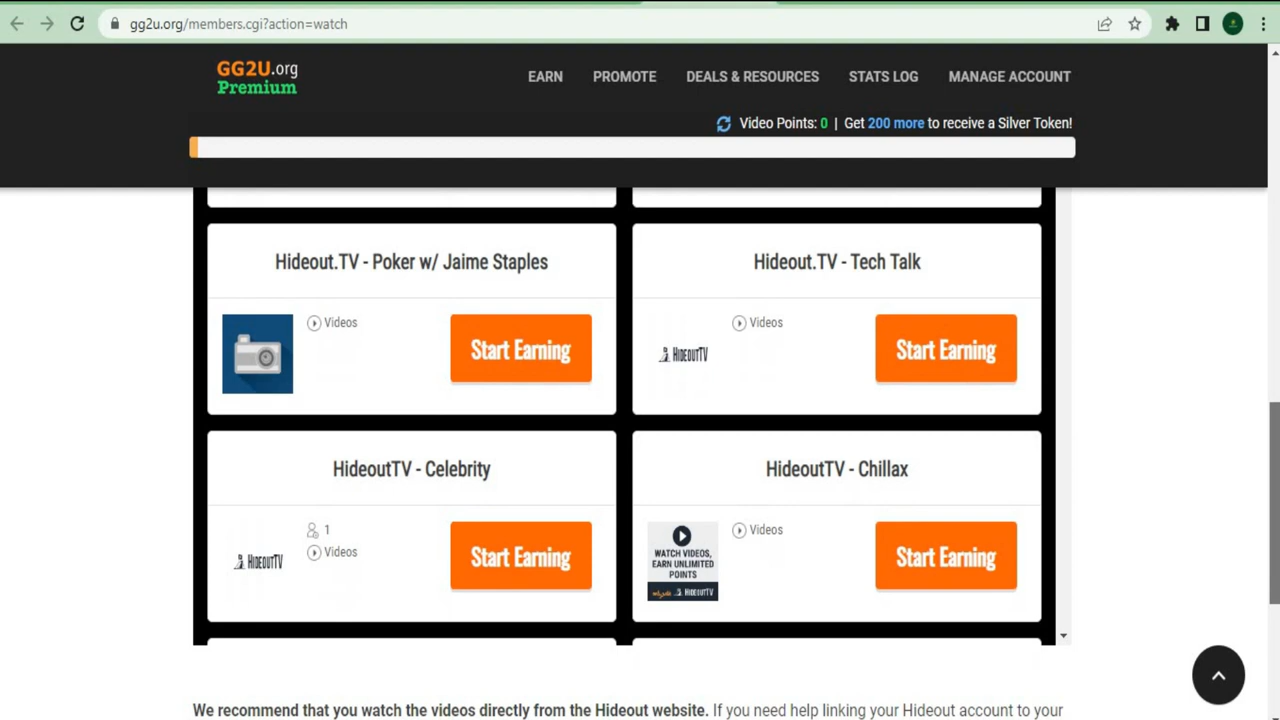 gg2u.org/members.cgi?action=watch
GG2U.org
Premium
EARN PROMOTE DEALS & RESOURCES STATS LOG MANAGE ACCOUNT
Video Points: 0 | Get 200 more to receive a Silver Token!
Hideout.TV - Poker w/ Jaime Staples
Videos
Start Earning
Hideout.TV - Tech Talk
HIDEOUTTV
Videos
Start Earning
HideoutTV - Celebrity
HIDEOUTTV
1
Videos
Start Earning
HideoutTV - Chillax
WATCH VIDEOS,
EARN UNLIMITED
POINTS
HIDEOUTTV
Videos
Start Earning
We recommend that you watch the videos directly from the Hideout website. If you need help linking your Hideout account to your